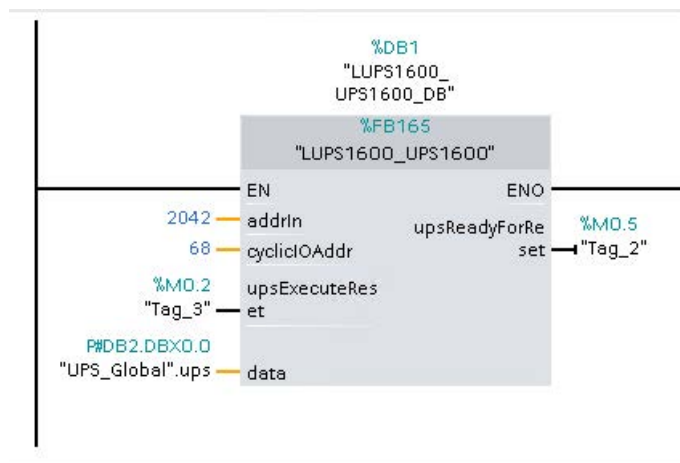 %DB1
"LUPS1600_
UPS1600_DB"
%FB165
"LUPS1600_UPS1600"
EN ENO
2042 addrIn
68 cyclicIOAddr
upsReadyForRe
set
%M0.5
"Tag_2"
%M0.2
"Tag_3"
upsExecuteRes
et
P#DB2.DBX0.0
"UPS_Global".ups data